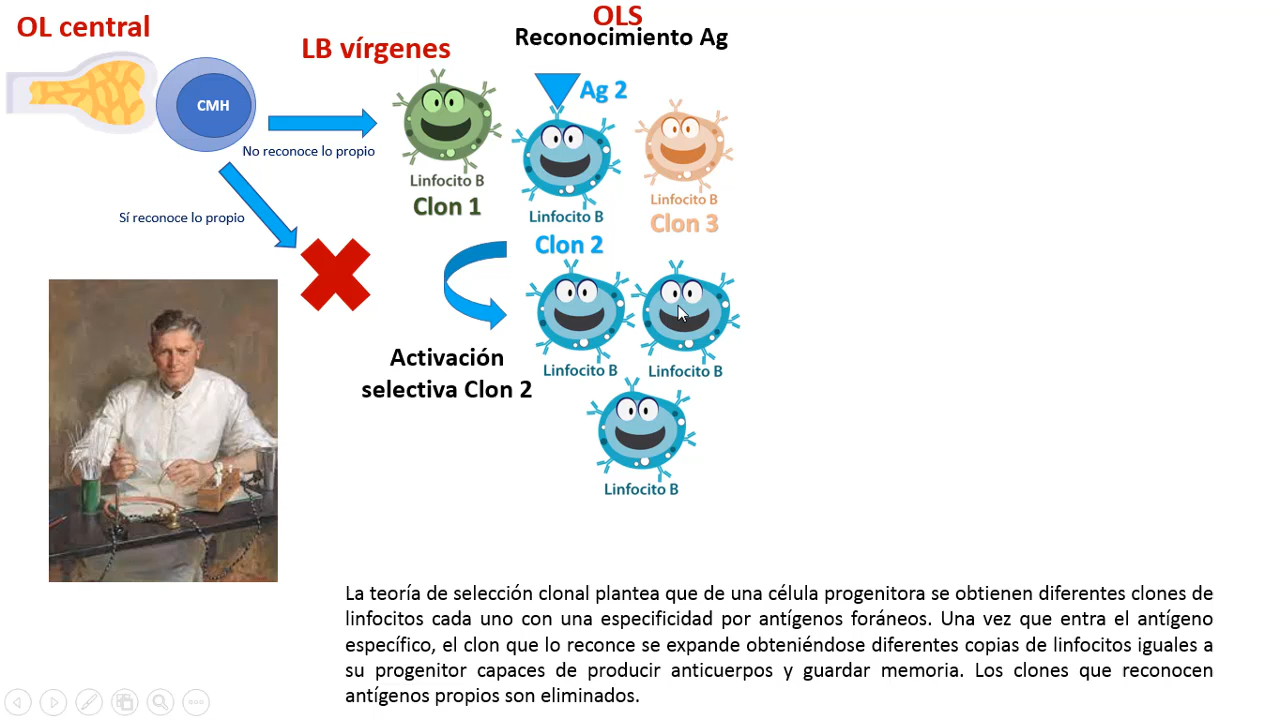 OL central
CMH
LB vírgenes
OLS
Reconocimiento Ag
Ag 2
No reconoce lo propio
Sí reconoce lo propio
Linfocito B
Clon 1
Linfocito B
Clon 2
Linfocito B
Clon 3
Activación
selectiva Clon 2
Linfocito B
Linfocito B
Linfocito B
La teoría de selección clonal plantea que de una célula progenitora se obtienen diferentes clones de
linfocitos cada uno con una especificidad por antígenos foráneos. Una vez que entra el antígeno
específico, el clon que lo reconce se expande obteniéndose diferentes copias de linfocitos iguales a
su progenitor capaces de producir anticuerpos y guardar memoria. Los clones que reconocen
antígenos propios son eliminados.